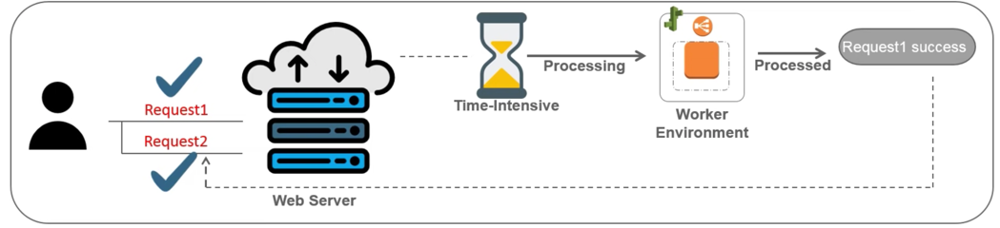 Request1
Request2
Web Server
Time-Intensive
Processing
Worker
Environment
Processed
Request1 success